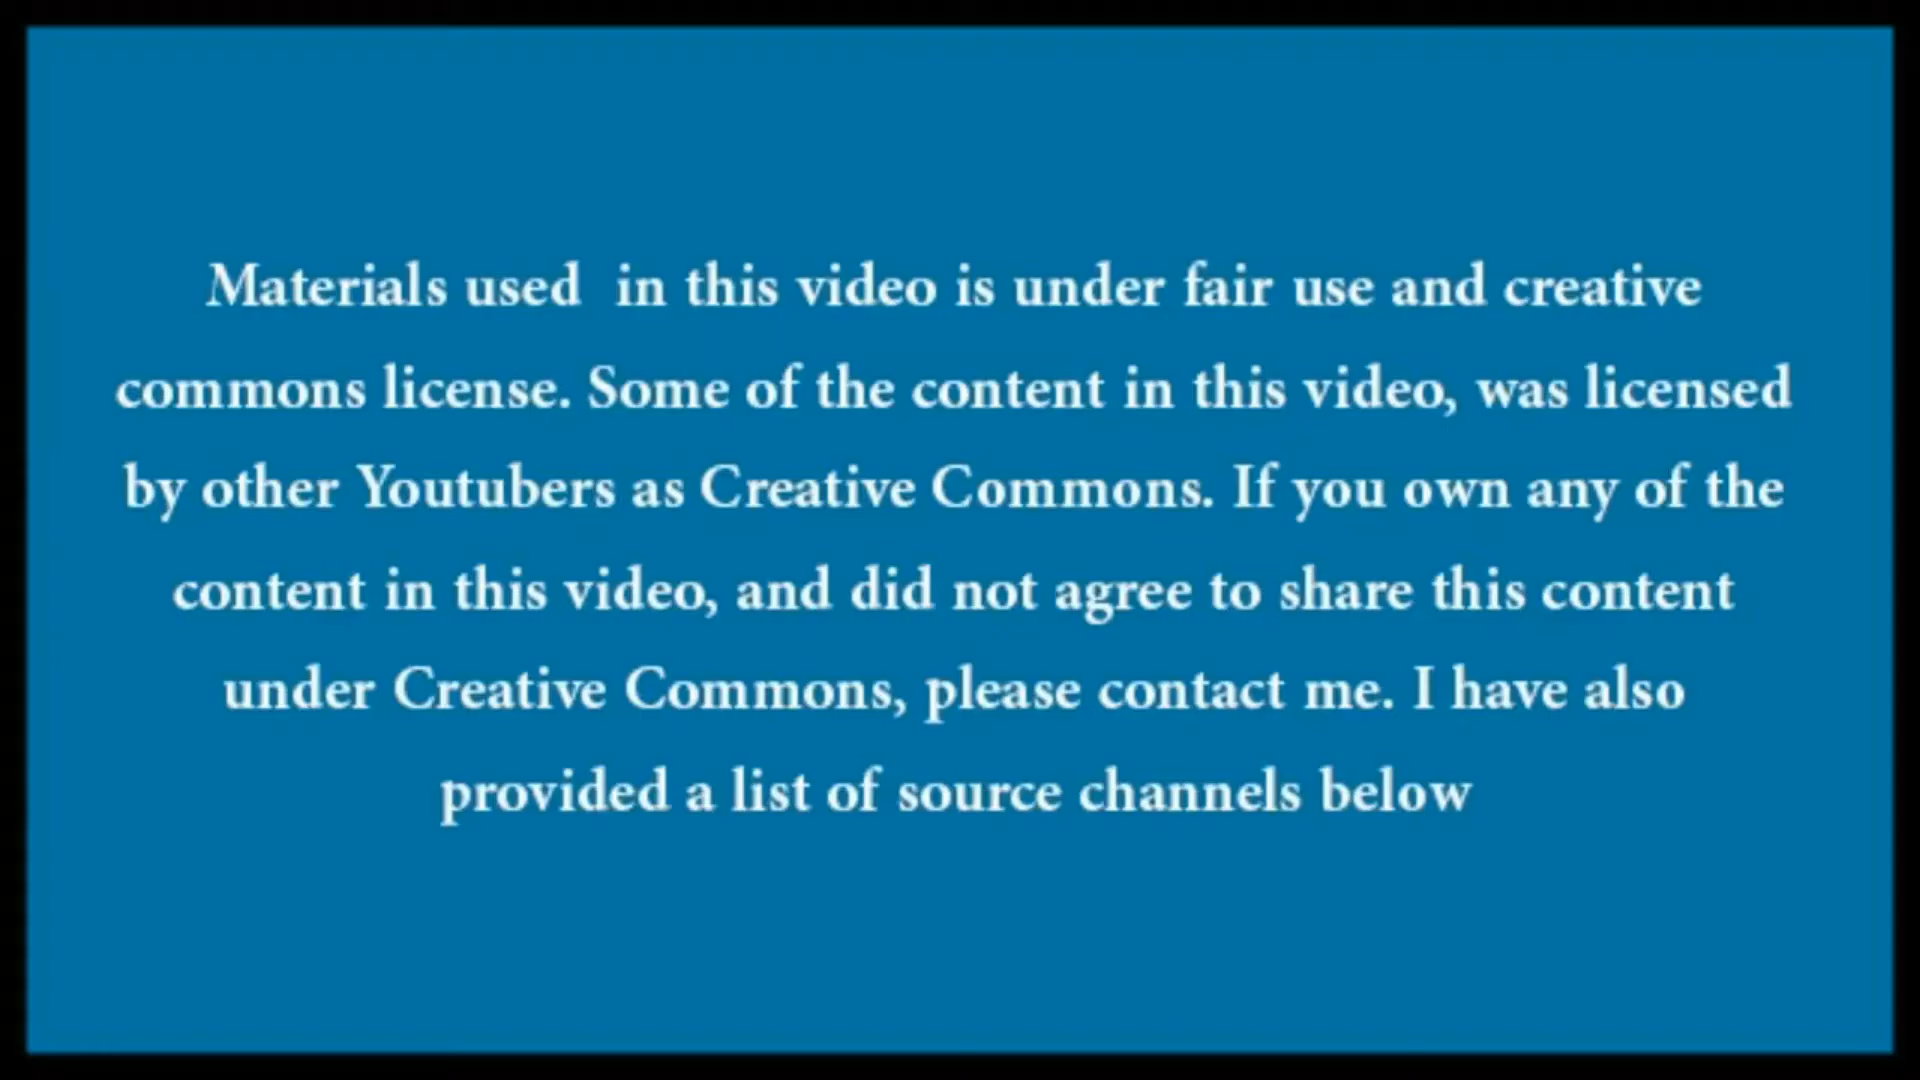 Materials used in this video is under fair use and creative
commons license. Some of the content in this video, was licensed
by other Youtubers as Creative Commons. If you own any of the
content in this video, and did not agree to share this content
under Creative Commons, please contact me. I have also
provided a list of source channels below